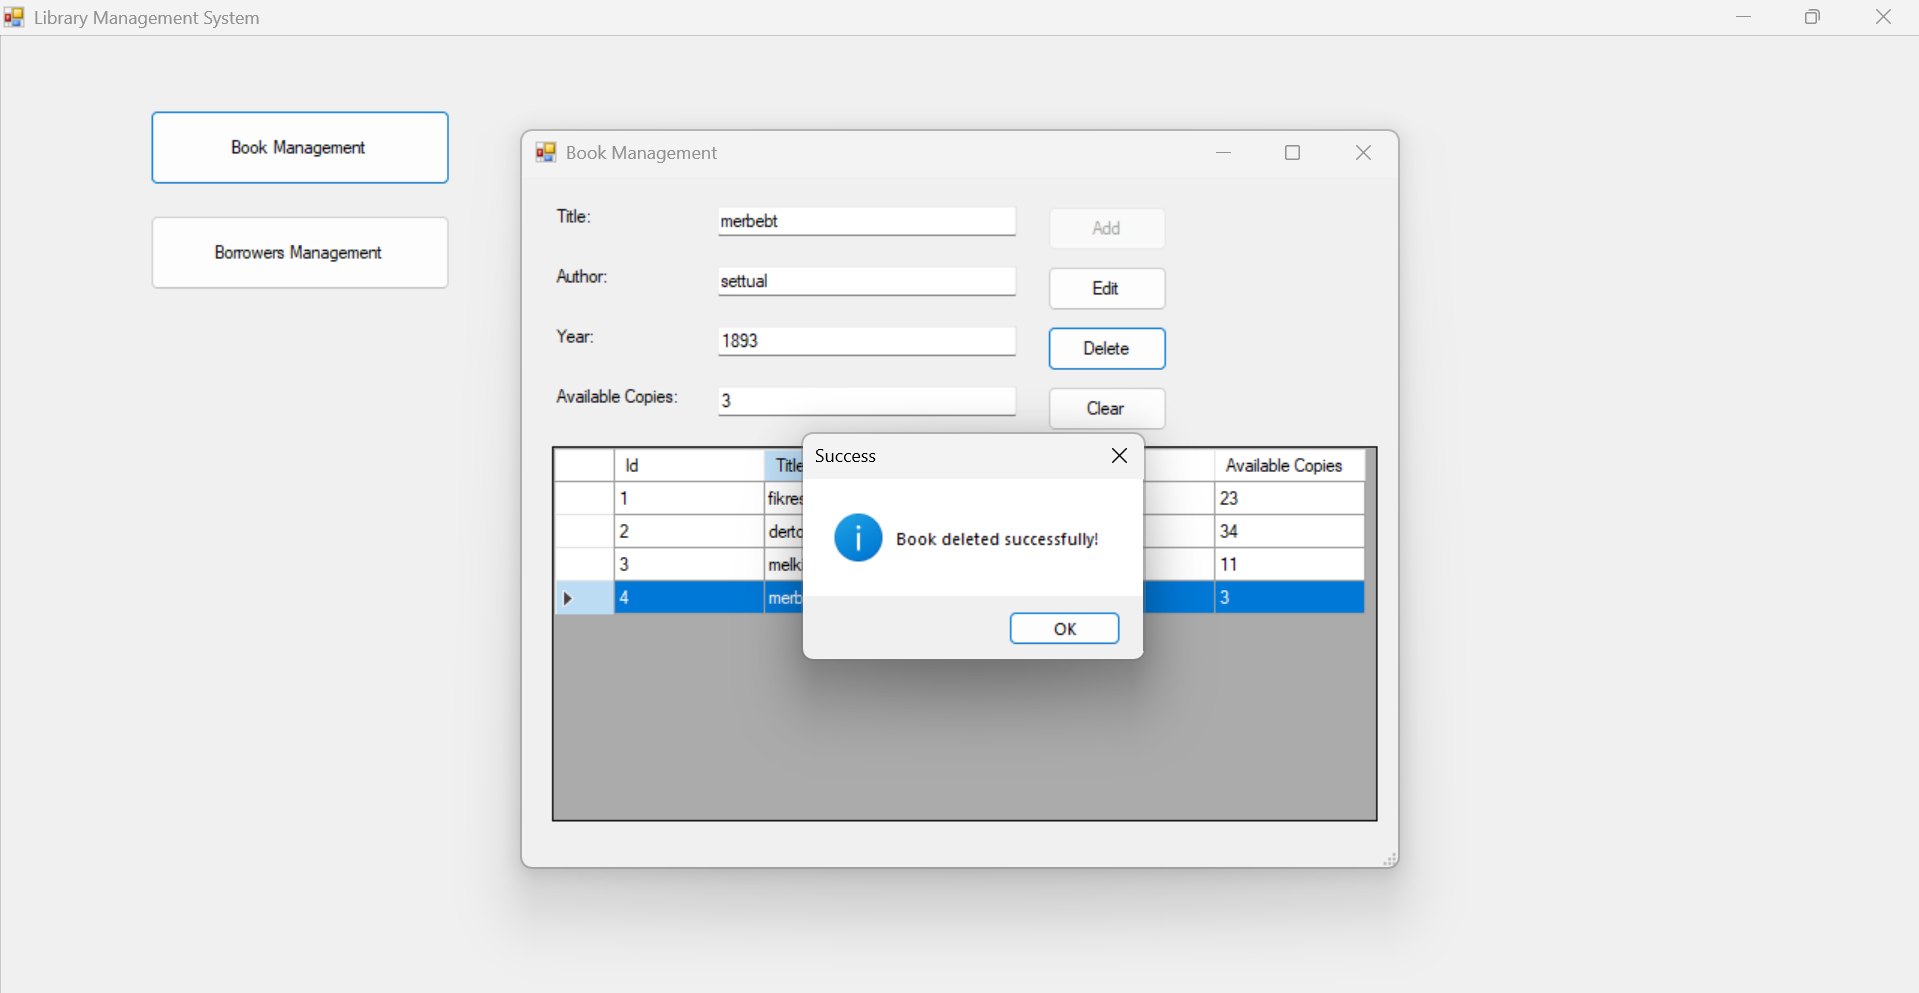 Library Management System
Book Management
Borrowers Management
Book Management
Title:
merbebt
Add
Author:
settual
Edit
Year:
1893
Delete
Available Copies:
3
Clear
Id Title Available Copies
1 fikres 23
2 derto 34
3 melk 11
4 merb 3
Success
Book deleted successfully!
OK